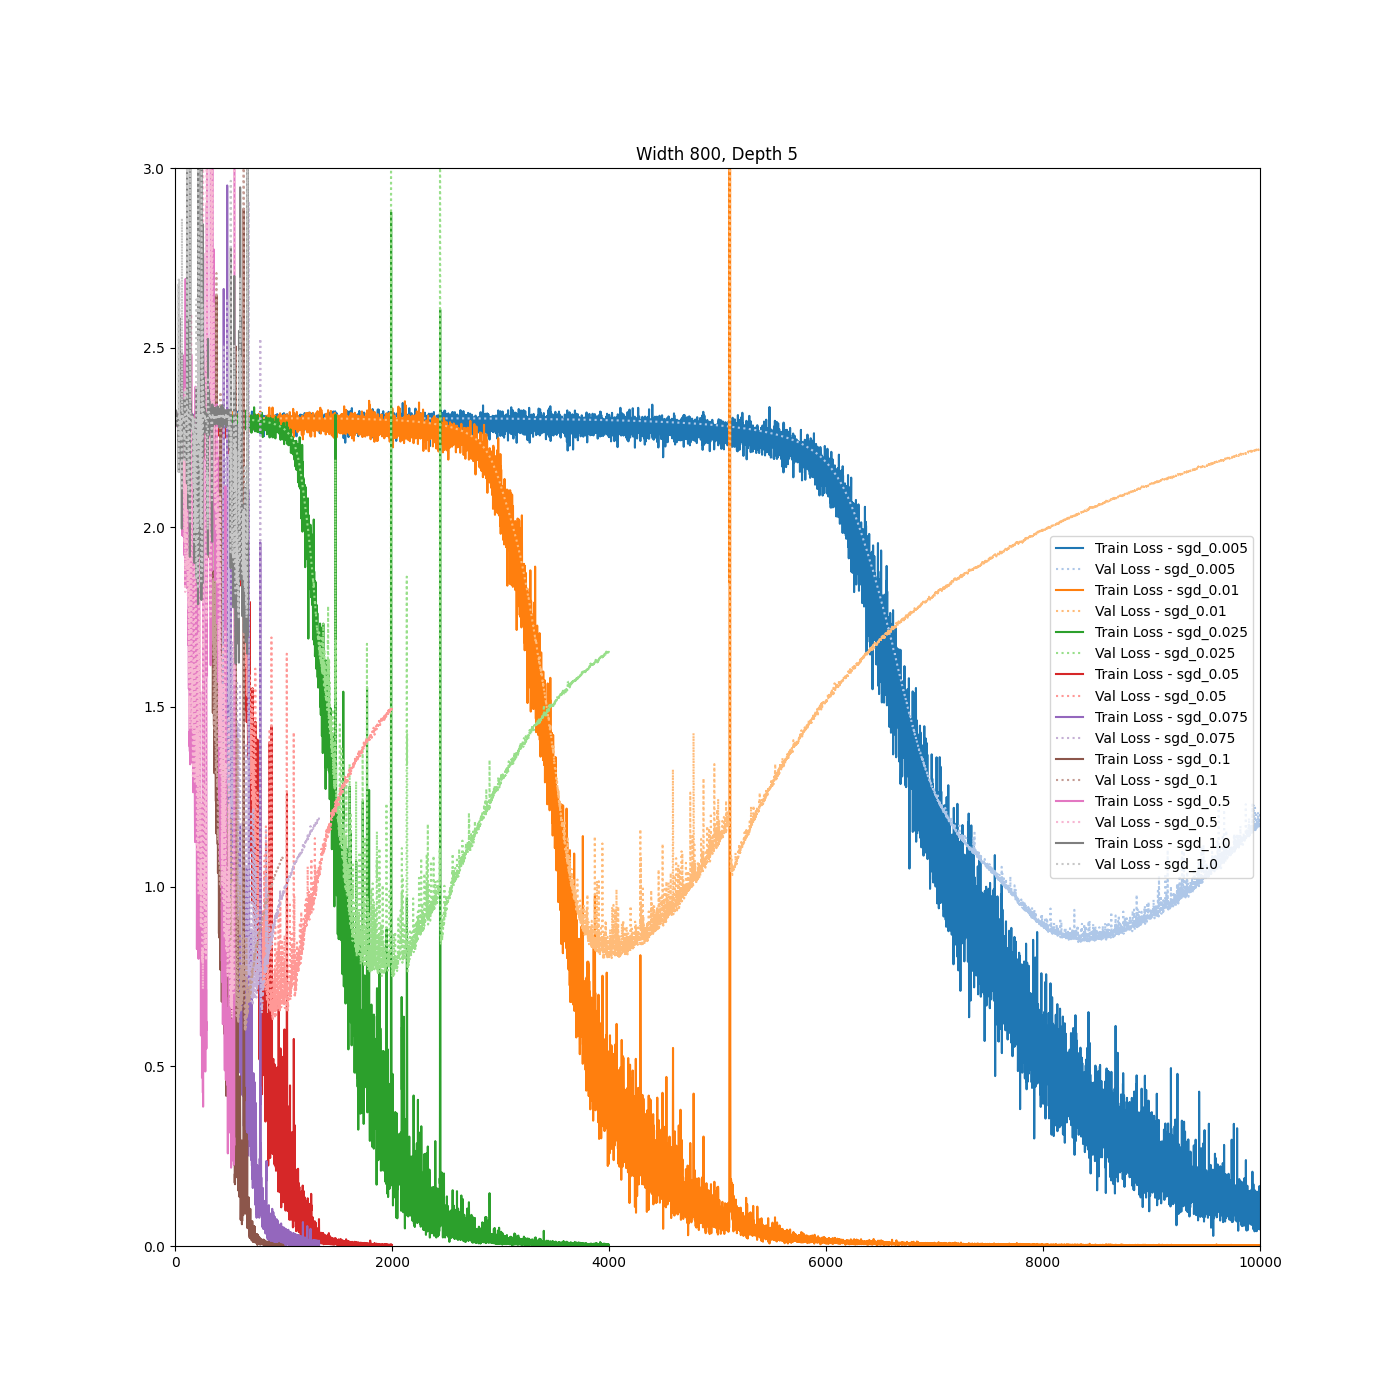 Width 800, Depth 5
3.0
2.5
2.0
1.5
1.0
0.5
0.0
0
2000
4000
6000
8000
10000
Train Loss - sgd_0.005
Val Loss - sgd_0.005
Train Loss - sgd_0.01
Val Loss - sgd_0.01
Train Loss - sgd_0.025
Val Loss - sgd_0.025
Train Loss - sgd_0.05
Val Loss - sgd_0.05
Train Loss - sgd_0.075
Val Loss - sgd_0.075
Train Loss - sgd_0.1
Val Loss - sgd_0.1
Train Loss - sgd_0.5
Val Loss - sgd_0.5
Train Loss - sgd_1.0
Val Loss - sgd_1.0